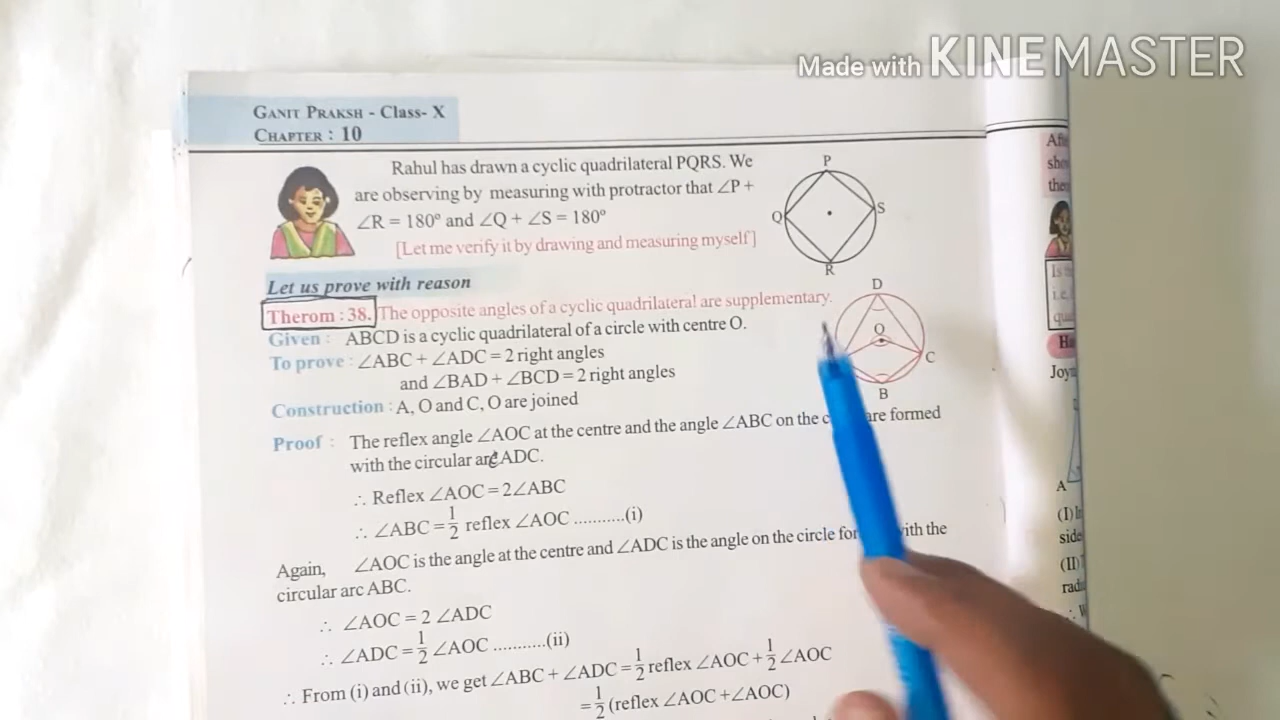 Made with KINEMASTER
GANIT PRAKSH - Class- X
CHAPTER : 10
Rahul has drawn a cyclic quadrilateral PQRS. We
are observing by measuring with protractor that ∠P +
∠R = 180° and ∠Q + ∠S = 180°
[Let me verify it by drawing and measuring myself]
P
Q
S
R
Let us prove with reason
Therom : 38. The opposite angles of a cyclic quadrilateral are supplementary.
Given : ABCD is a cyclic quadrilateral of a circle with centre O.
To prove : ∠ABC + ∠ADC = 2 right angles
and ∠BAD + ∠BCD = 2 right angles
Construction : A, O and C, O are joined
D
O
C
B
Proof : The reflex angle ∠AOC at the centre and the angle ∠ABC on the are formed
with the circular arc ADC.
∴ Reflex ∠AOC = 2∠ABC
∴ ∠ABC = 1/2 reflex ∠AOC ..........(i)
Again, ∠AOC is the angle at the centre and ∠ADC is the angle on the circle with the
circular arc ABC.
∴ ∠AOC = 2 ∠ADC
∴ ∠ADC = 1/2 ∠AOC ...........(ii)
∴ From (i) and (ii), we get ∠ABC + ∠ADC = 1/2 reflex ∠AOC + 1/2 ∠AOC
= 1/2 (reflex ∠AOC + ∠AOC)
Joy
A
(I)
side
(II)